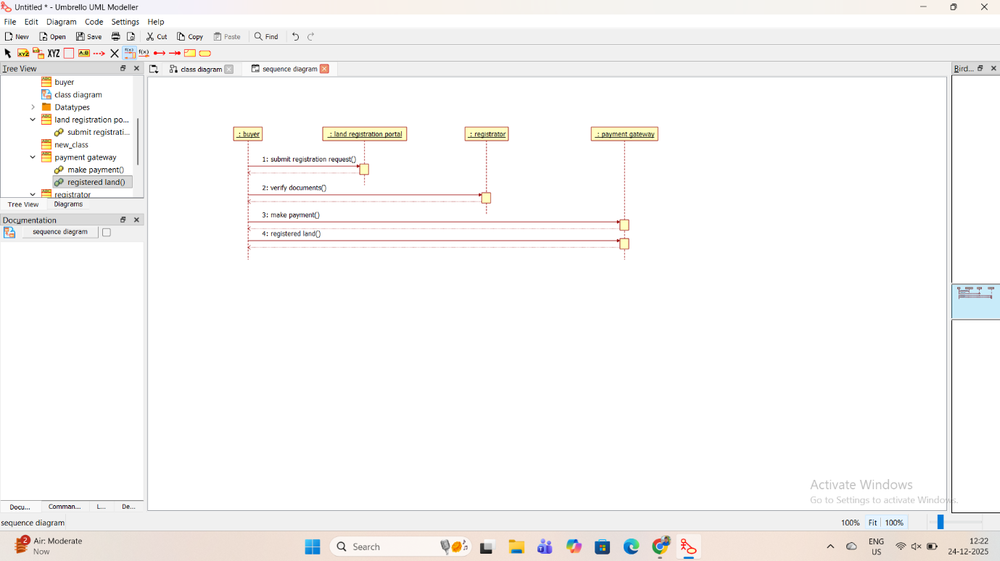 Untitled * - Umbrello UML Modeller
File Edit Diagram Code Settings Help
New Open Save Cut Copy Paste Find
XYZ XYZ A:B f(x) f(x)
Tree View
class diagram
sequence diagram
Bird...
buyer
class diagram
Datatypes
land registration po...
submit registrati...
new_class
payment gateway
make payment()
registered land()
registrator
Tree View Diagrams
Documentation
sequence diagram
: buyer
: land registration portal
: registrator
: payment gateway
1: submit registration request()
2: verify documents()
3: make payment()
4: registered land()
Activate Windows
Go to Settings to activate Windows.
Docu... Comman... L... De...
sequence diagram
100% Fit 100%
2
Air: Moderate
Now
Search
ENG
US
12:22
24-12-2025